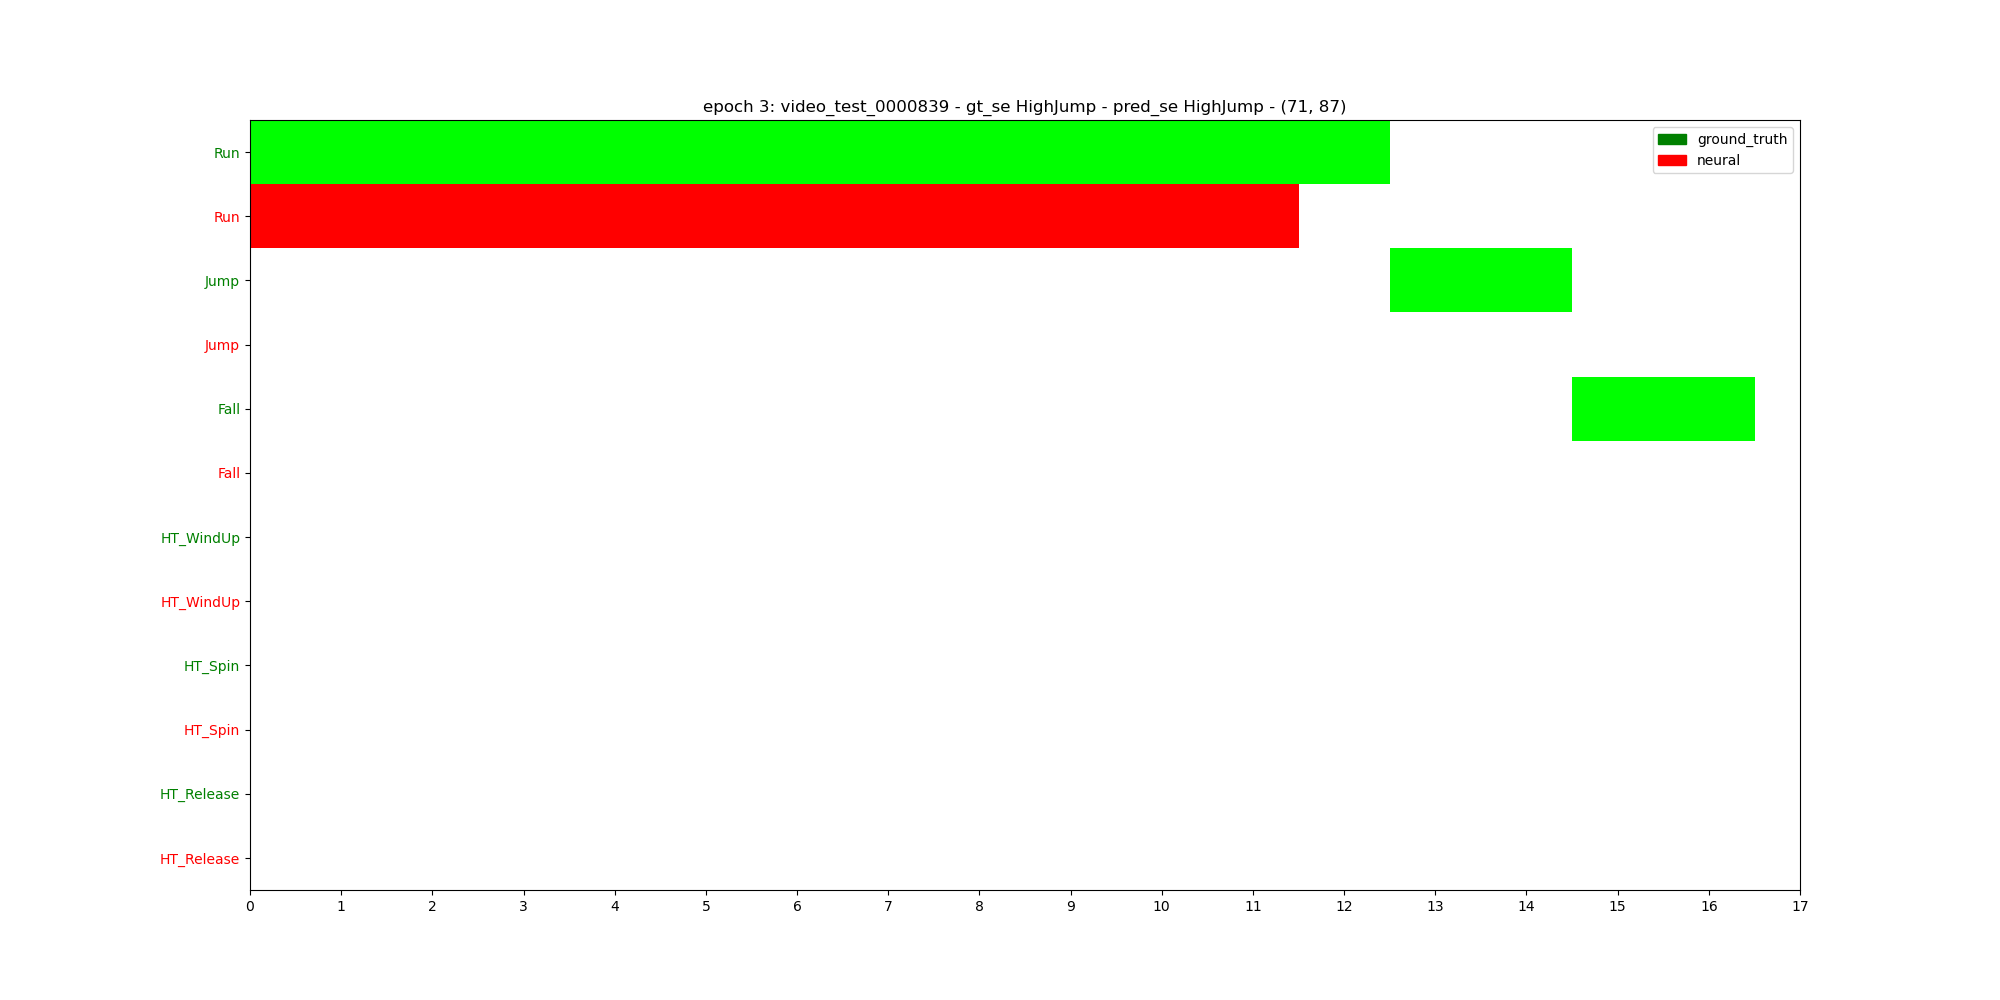 epoch 3: video_test_0000839 - gt_se HighJump - pred_se HighJump - (71, 87)
ground_truth
neural
Run
Run
Jump
Jump
Fall
Fall
HT_WindUp
HT_WindUp
HT_Spin
HT_Spin
HT_Release
HT_Release
0 1 2 3 4 5 6 7 8 9 10 11 12 13 14 15 16 17